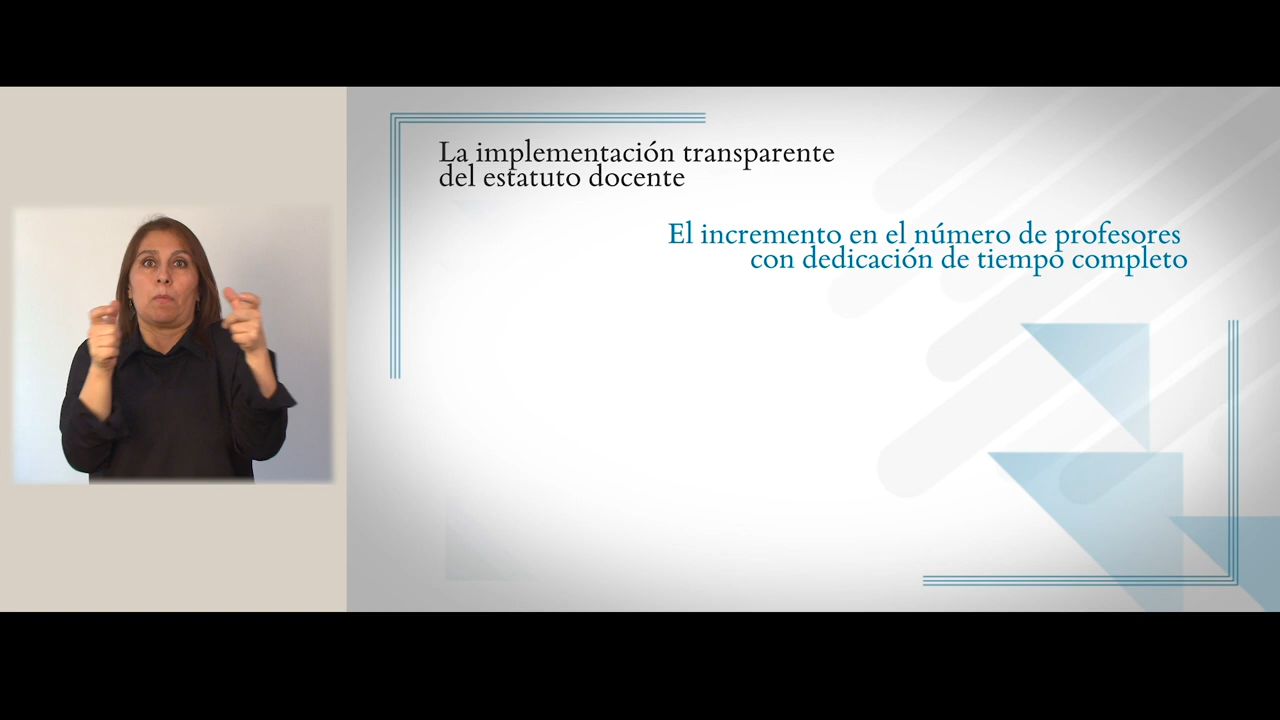 La implementación transparente
del estatuto docente
El incremento en el número de profesores
con dedicación de tiempo completo